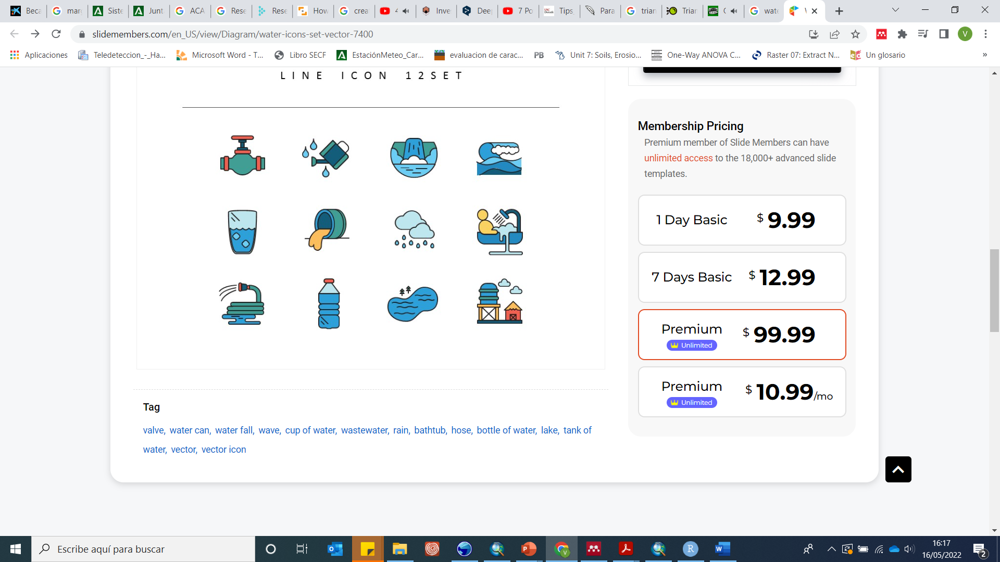 Beca
mar
Siste
Junt
ACA
Rese
Rese
How
crea
4
Inve
Deep
7 Po
Tips
Para
trian
Trian
wate
slidemembers.com/en_US/view/Diagram/water-icons-set-vector-7400
V
Aplicaciones
Teledeteccion_-_Ha...
Microsoft Word - T...
Libro SECF
EstaciónMeteo_Car...
evaluacion de carac...
PB
Unit 7: Soils, Erosio...
One-Way ANOVA C...
Raster 07: Extract N...
Un glosario
»
LINE ICON 12SET
Tag
valve, water can, water fall, wave, cup of water, wastewater, rain, bathtub, hose, bottle of water, lake, tank of
water, vector, vector icon
Membership Pricing
Premium member of Slide Members can have
unlimited access to the 18,000+ advanced slide
templates.
1 Day Basic $ 9.99
7 Days Basic $ 12.99
Premium $ 99.99
Unlimited
Premium $ 10.99/mo
Unlimited
Escribe aquí para buscar
16:17
16/05/2022
2